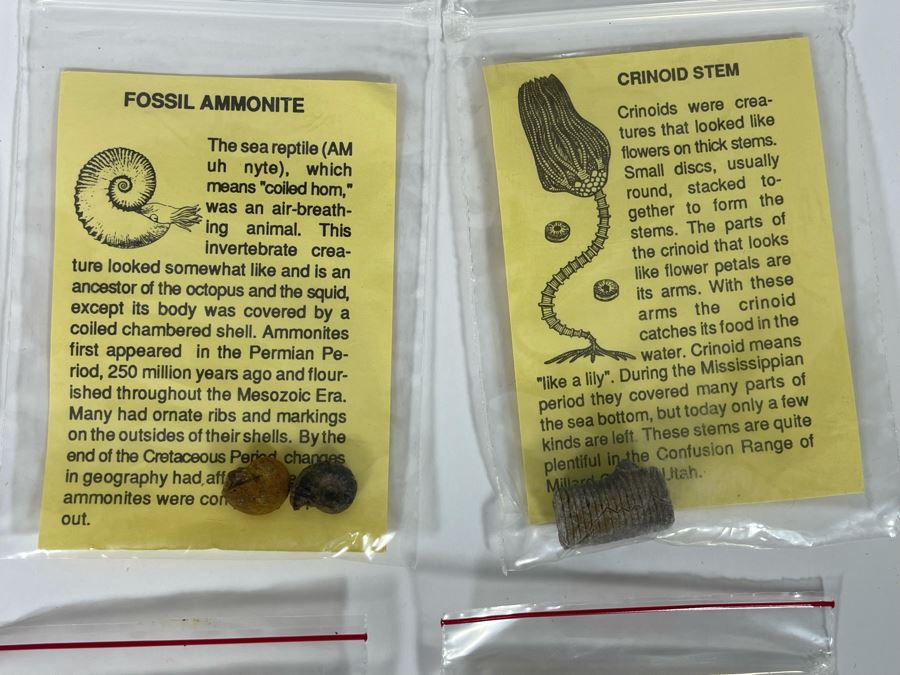 FOSSIL AMMONITE
The sea reptile (AM
uh nyte), which
means "coiled horn,"
was an air-breath-
ing animal. This
invertebrate crea-
ture looked somewhat like and is an
ancestor of the octopus and the squid,
except its body was covered by a
coiled chambered shell. Ammonites
first appeared in the Permian Pe-
riod, 250 million years ago and flour-
ished throughout the Mesozoic Era.
Many had ornate ribs and markings
on the outsides of their shells. By the
end of the Cretaceous Period, changes
in geography had
ammonites were
out.
CRINOID STEM
Crinoids were crea-
tures that looked like
flowers on thick stems.
Small discs, usually
round, stacked to-
gether to form the
stems. The parts of
the crinoid that looks
like flower petals are
its arms. With these
arms the crinoid
catches its food in the
water. Crinoid means
"like a lily". During the Mississippian
period they covered many parts of
the sea bottom, but today only a few
kinds are left. These stems are quite
plentiful in the Confusion Range of
Millard Utah.